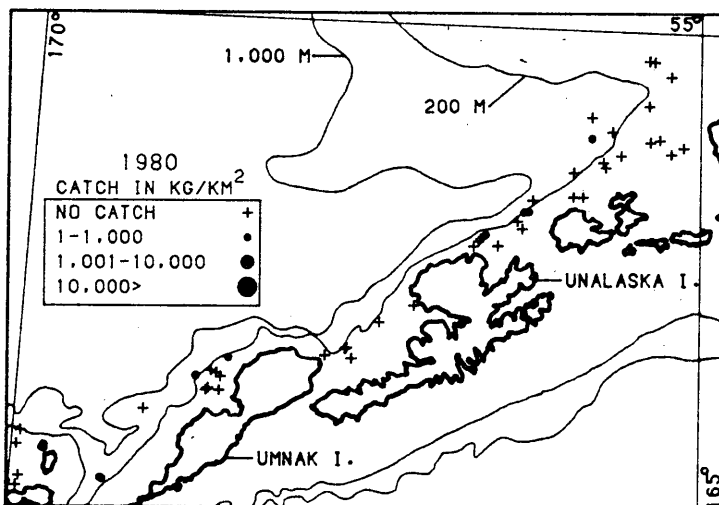 170°
55°
1,000 M
200 M
1980
CATCH IN KG/KM²
NO CATCH +
1-1,000
1,001-10,000
10,000>
UNALASKA I.
UMNAK I.
165°